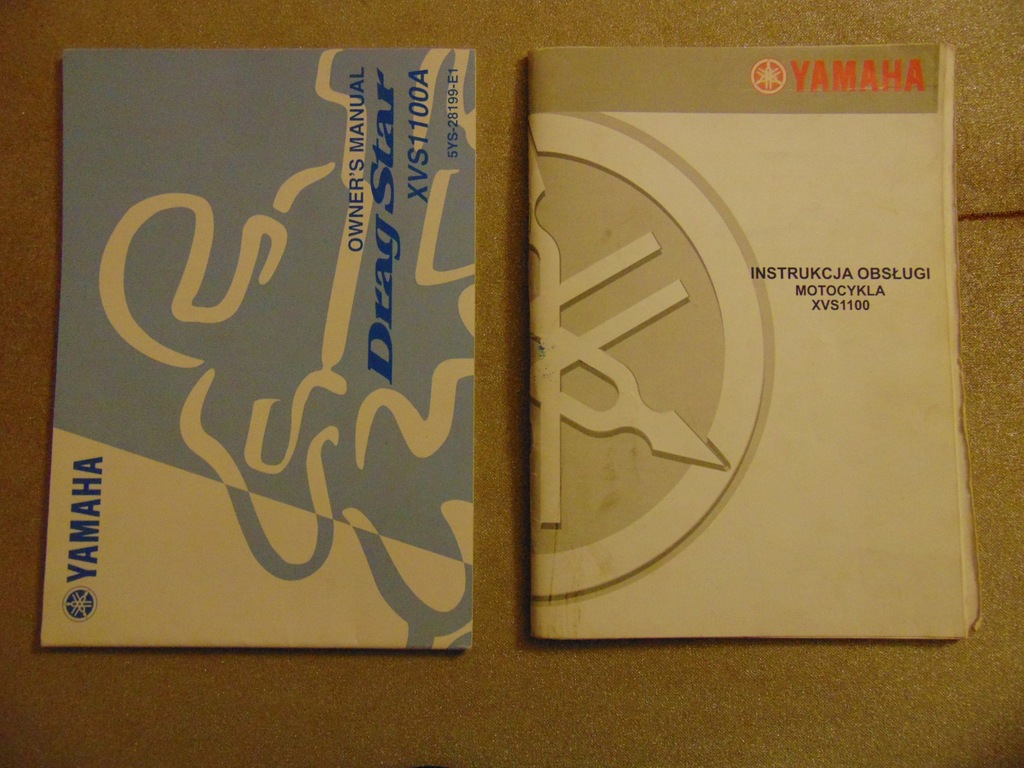 OWNER'S MANUAL
DragStar
XVS1100A
5YS-28199-E1
YAMAHA
YAMAHA
INSTRUKCJA OBSŁUGI
MOTOCYKLA
XVS1100